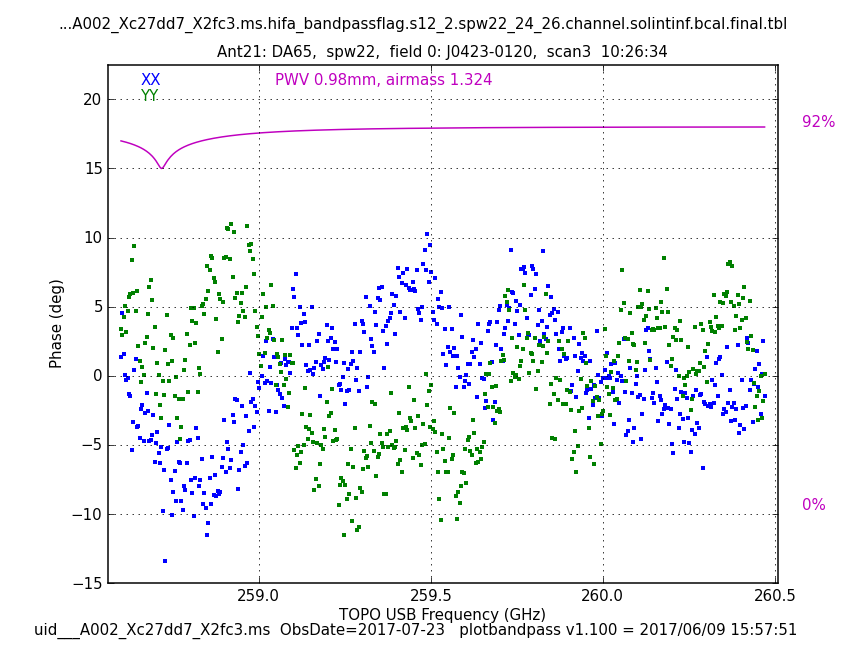 ...A002_Xc27dd7_X2fc3.ms.hifa_bandpassflag.s12_2.spw22_24_26.channel.solintinf.bcal.final.tbl
Ant21: DA65, spw22, field 0: J0423-0120, scan3 10:26:34
XX
YY
PWV 0.98mm, airmass 1.324
92%
0%
20
15
10
5
0
−5
−10
−15
Phase (deg)
259.0 259.5 260.0 260.5
TOPO USB Frequency (GHz)
uid___A002_Xc27dd7_X2fc3.ms ObsDate=2017-07-23 plotbandpass v1.100 = 2017/06/09 15:57:51